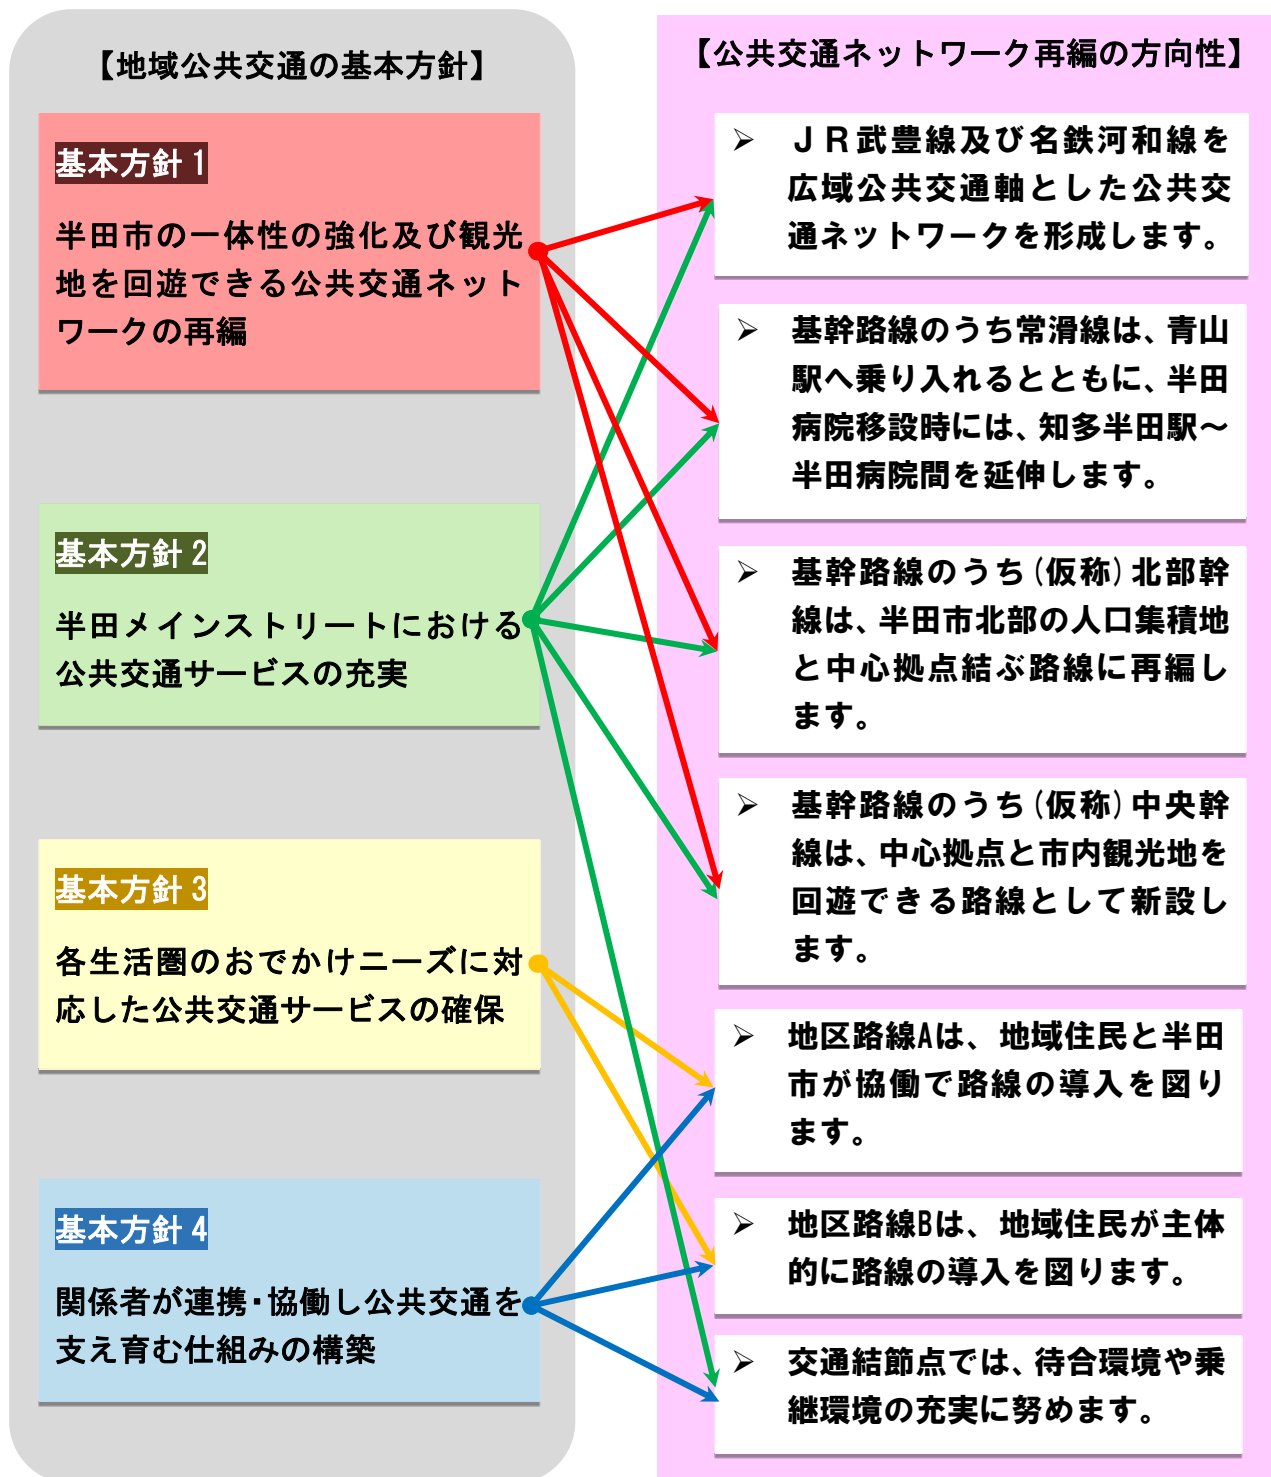 【地域公共交通の基本方針】
基本方針1
半田市の一体性の強化及び観光
地を回遊できる公共交通ネット
ワークの再編
基本方針2
半田メインストリートにおける
公共交通サービスの充実
基本方針3
各生活圏のおでかけニーズに対
応した公共交通サービスの確保
基本方針4
関係者が連携・協働し公共交通を
支え育む仕組みの構築
【公共交通ネットワーク再編の方向性】
➢ ＪＲ武豊線及び名鉄河和線を
広域公共交通軸とした公共交
通ネットワークを形成します。
➢ 基幹路線のうち常滑線は、青山
駅へ乗り入れるとともに、半田
病院移設時には、知多半田駅～
半田病院間を延伸します。
➢ 基幹路線のうち(仮称)北部幹
線は、半田市北部の人口集積地
と中心拠点結ぶ路線に再編し
ます。
➢ 基幹路線のうち(仮称)中央幹
線は、中心拠点と市内観光地を
回遊できる路線として新設し
ます。
➢ 地区路線Aは、地域住民と半田
市が協働で路線の導入を図り
ます。
➢ 地区路線Bは、地域住民が主体
的に路線の導入を図ります。
➢ 交通結節点では、待合環境や乗
継環境の充実に努めます。